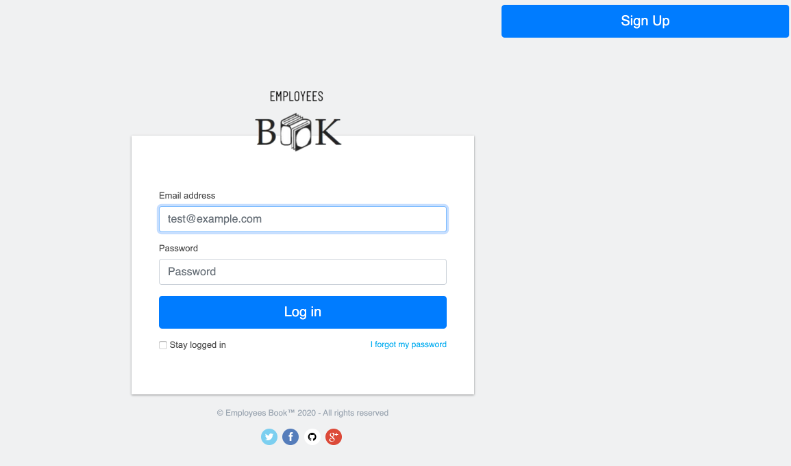 Sign Up
EMPLOYEES
BOOK
Email address
test@example.com
Password
Password
Log in
Stay logged in
I forgot my password
© Employees Book™ 2020 - All rights reserved